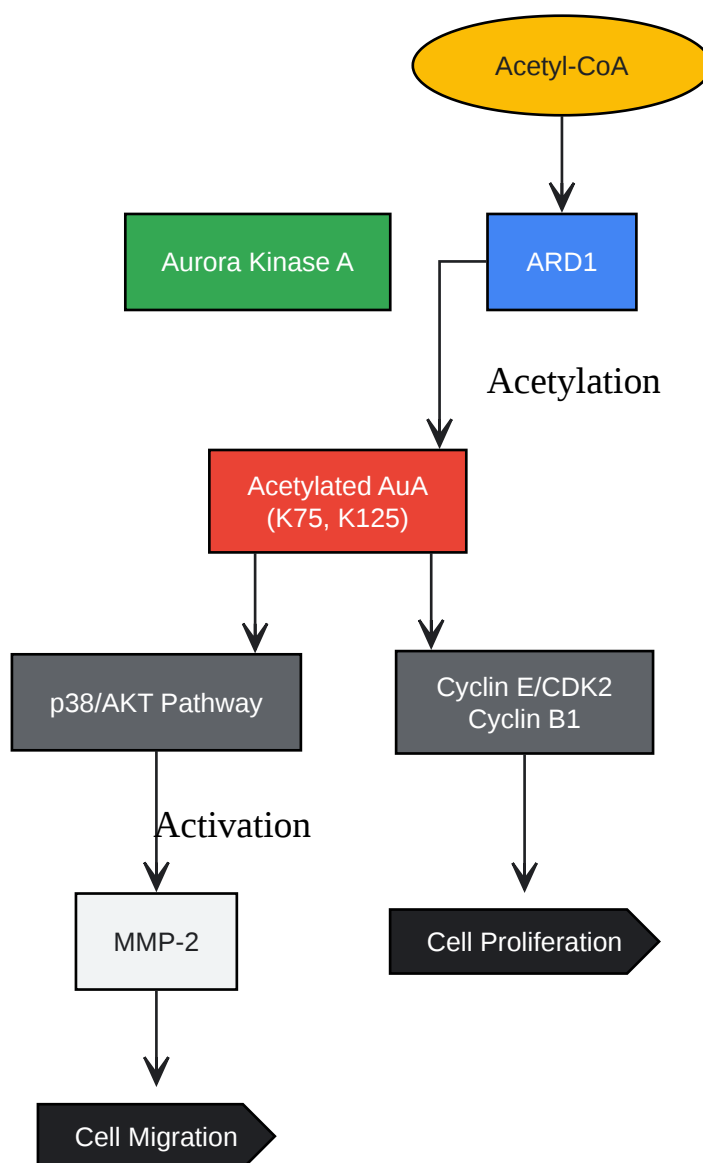 Acetyl-CoA
Aurora Kinase A
ARD1
Acetylation
Acetylated AuA
(K75, K125)
p38/AKT Pathway
Cyclin E/CDK2
Cyclin B1
Activation
MMP-2
Cell Proliferation
Cell Migration